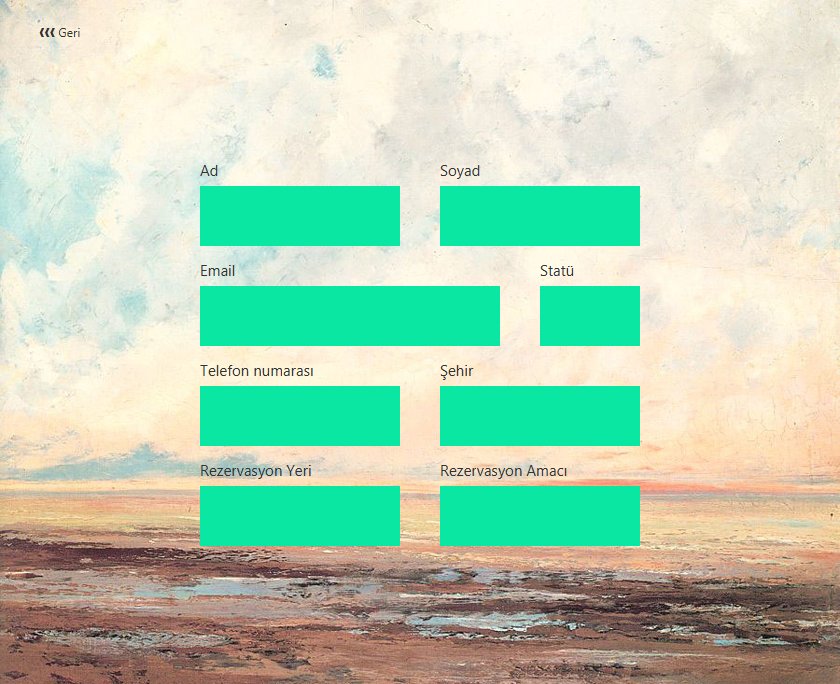 ❮❮❮ Geri
Ad
Soyad
Email
Statü
Telefon numarası
Şehir
Rezervasyon Yeri
Rezervasyon Amacı